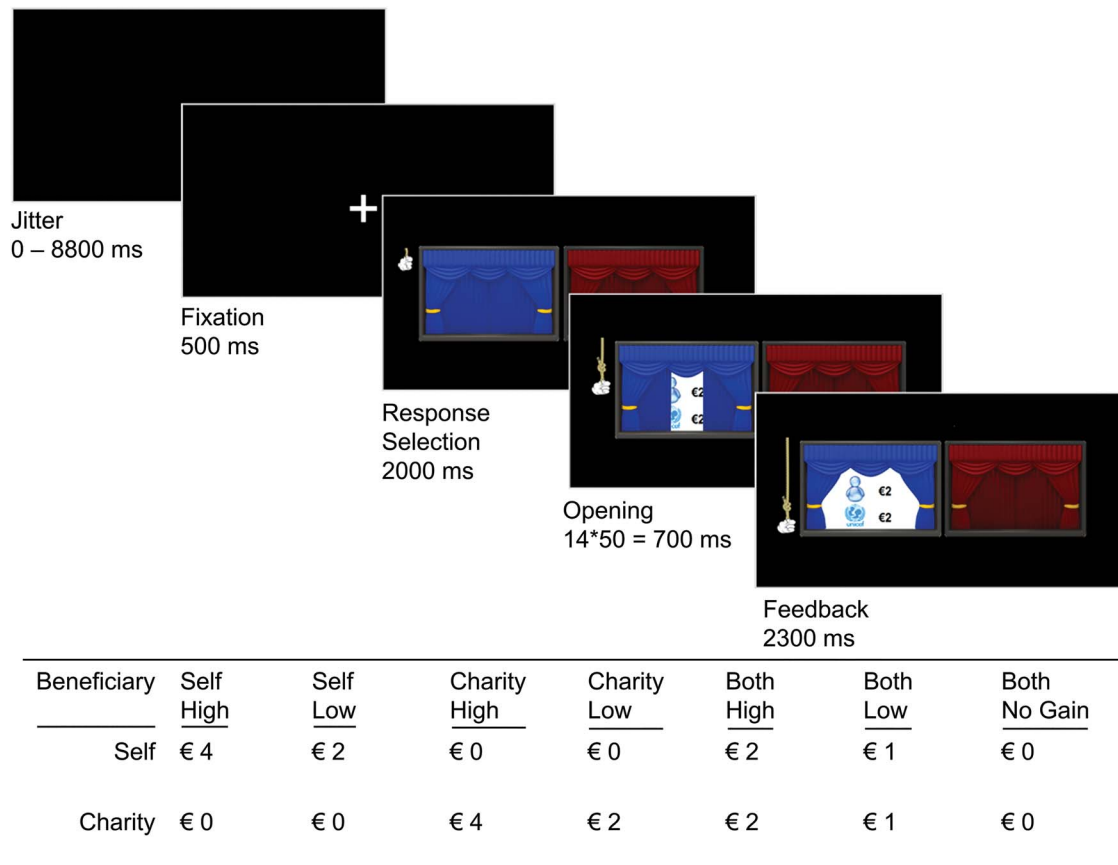 Jitter
0 – 8800 ms
Fixation
500 ms
Response
Selection
2000 ms
€2
€2
Opening
14*50 = 700 ms
€2
€2
unicef
Feedback
2300 ms
Beneficiary Self Self Charity Charity Both Both Both
High Low High Low High Low No Gain
Self € 4 € 2 € 0 € 0 € 2 € 1 € 0
Charity € 0 € 0 € 4 € 2 € 2 € 1 € 0